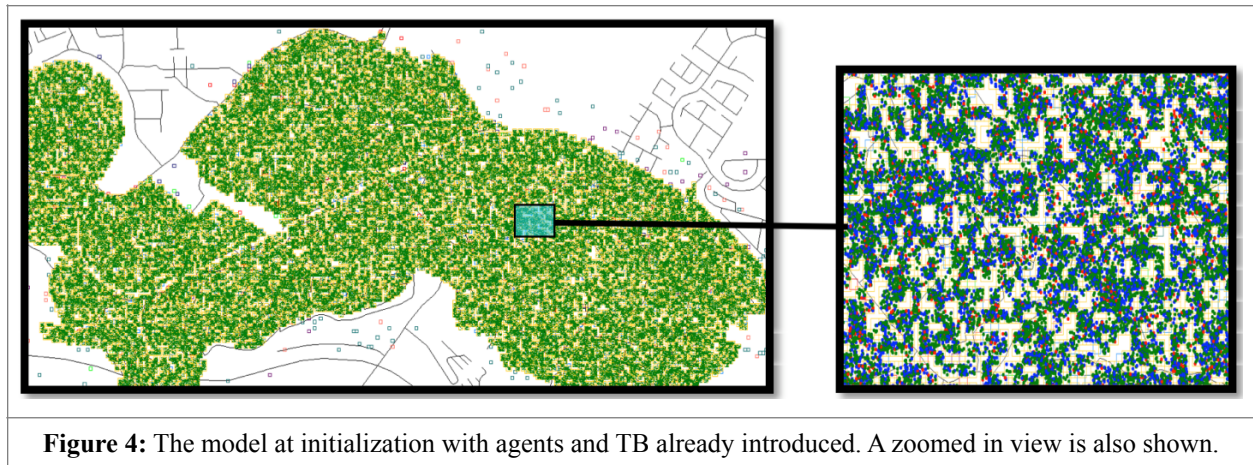 Figure 4: The model at initialization with agents and TB already introduced. A zoomed in view is also shown.